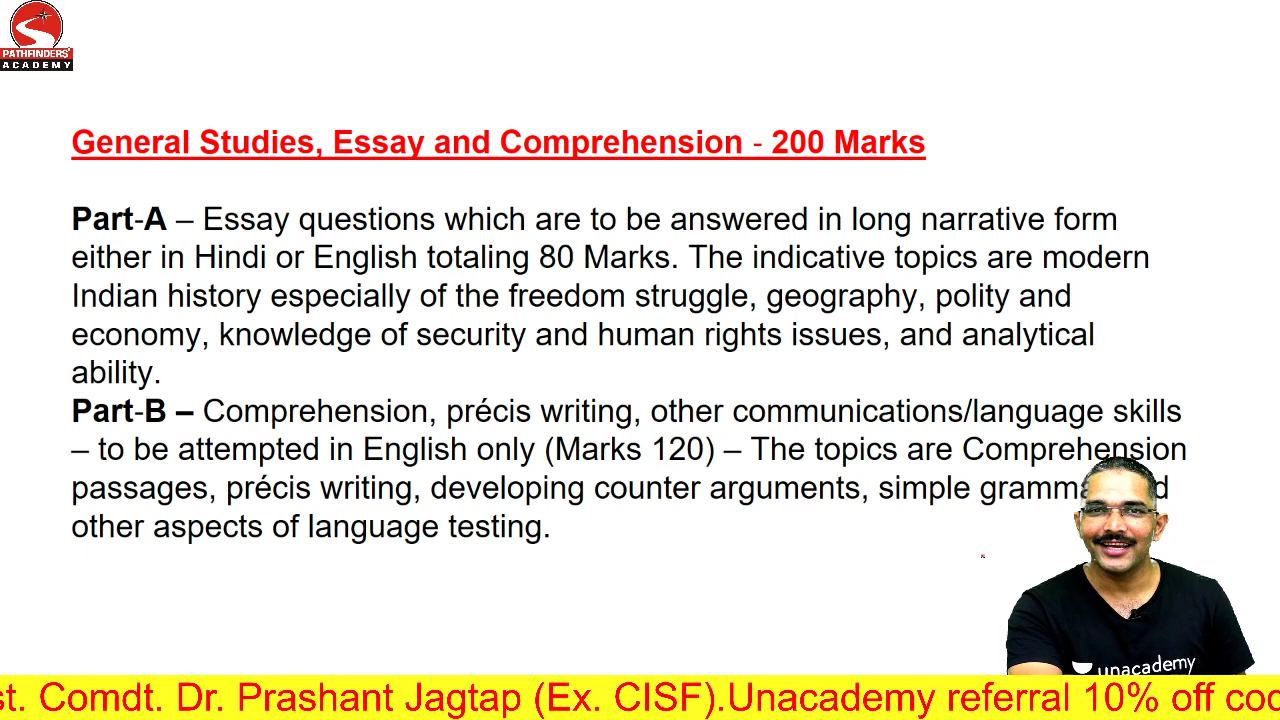 PATHFINDERS'
ACADEMY
General Studies, Essay and Comprehension - 200 Marks
Part-A – Essay questions which are to be answered in long narrative form
either in Hindi or English totaling 80 Marks. The indicative topics are modern
Indian history especially of the freedom struggle, geography, polity and
economy, knowledge of security and human rights issues, and analytical
ability.
Part-B – Comprehension, précis writing, other communications/language skills
– to be attempted in English only (Marks 120) – The topics are Comprehension
passages, précis writing, developing counter arguments, simple
other aspects of language testing.
unacademy
st. Comdt. Dr. Prashant Jagtap (Ex. CISF).Unacademy referral 10% off